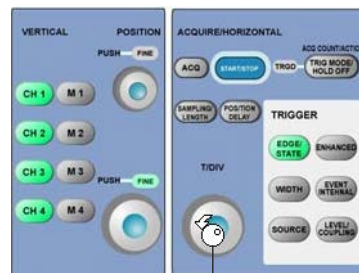 VERTICAL
POSITION
PUSH
FINE
CH 1
M 1
CH 2
M 2
CH 3
M 3
CH 4
M 4
PUSH
FINE
ACQUIRE/HORIZONTAL
ACQ COUNT/ACTIO
ACQ
START/STOP
TRGD
TRIG MODE/
HOLD OFF
SAMPLING/
LENGTH
POSITION
DELAY
T/DIV
TRIGGER
EDGE/
STATE
ENHANCED
WIDTH
EVENT
INTERNAL
SOURCE
LEVEL/
COUPLING